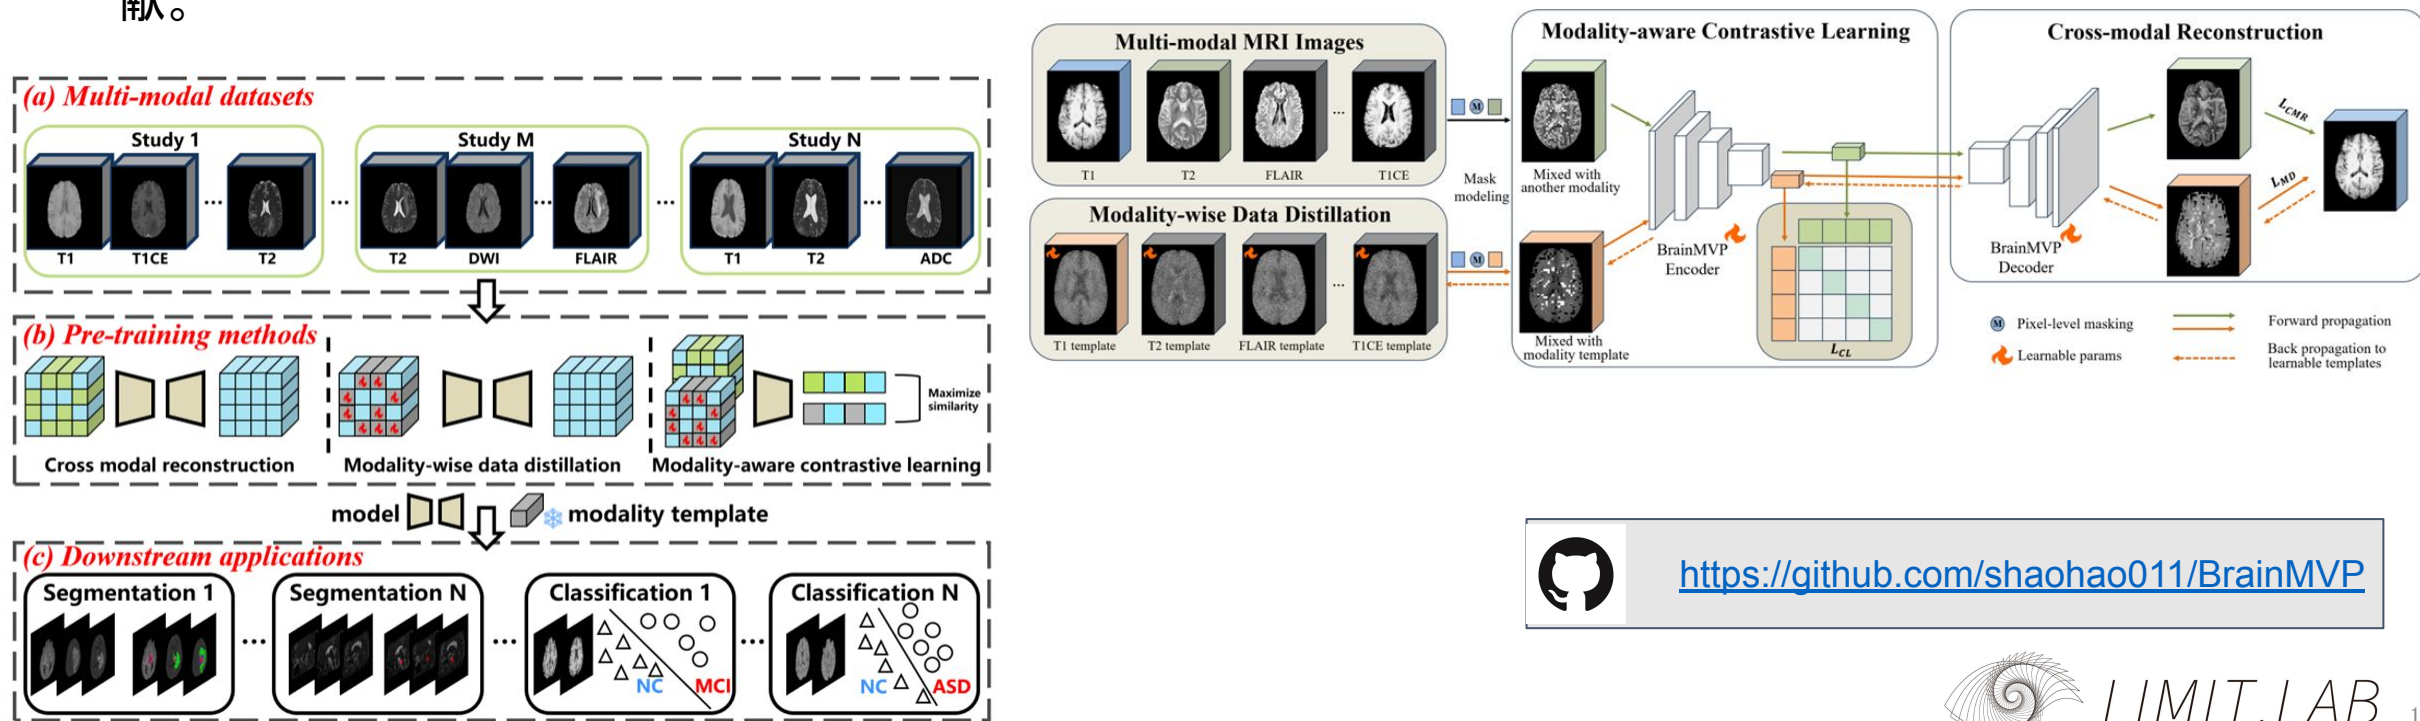 献。
(a) Multi-modal datasets
Study 1
Study M
Study N
T1
T1CE
...
T2
...
T2
DWI
...
FLAIR
...
T1
T2
...
ADC
(b) Pre-training methods
Maximize
similarity
Cross modal reconstruction
Modality-wise data distillation
Modality-aware contrastive learning
model
modality template
(c) Downstream applications
Segmentation 1
...
Segmentation N
...
Classification 1
NC
MCI
...
Classification N
NC
ASD
Multi-modal MRI Images
T1
T2
FLAIR
...
T1CE
Modality-wise Data Distillation
T1 template
T2 template
FLAIR template
...
T1CE template
M
Mask
modeling
M
Modality-aware Contrastive Learning
Mixed with
another modality
Mixed with
modality template
BrainMVP
Encoder
L_CL
Cross-modal Reconstruction
BrainMVP
Decoder
L_CMR
L_MD
M Pixel-level masking
Learnable params
Forward propagation
Back propagation to
learnable templates
https://github.com/shaohao011/BrainMVP
LIMIT.LAB
1